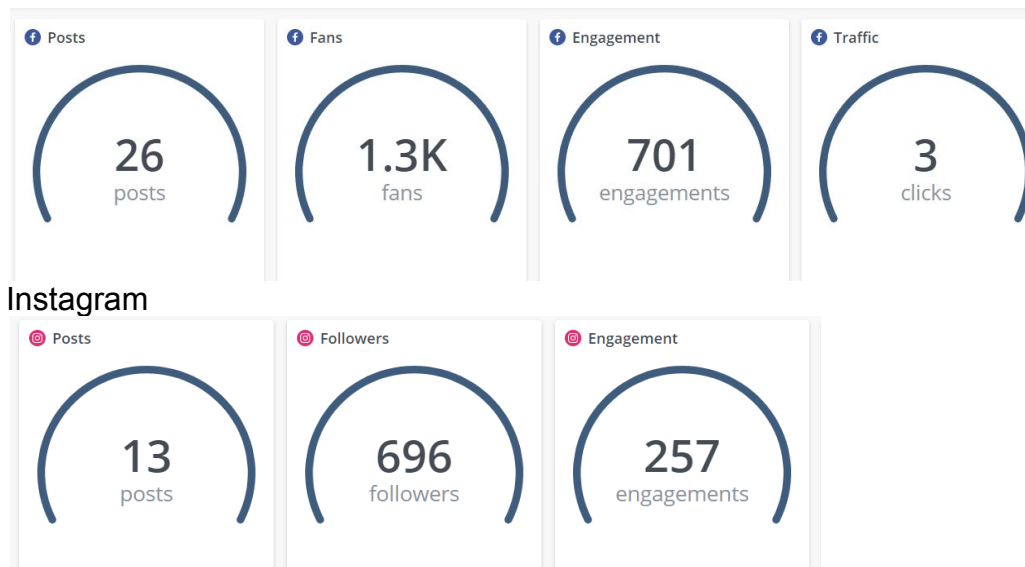 Posts Fans Engagement Traffic
26 1.3K 701 3
posts fans engagements clicks
Instagram
Posts Followers Engagement
13 696 257
posts followers engagements